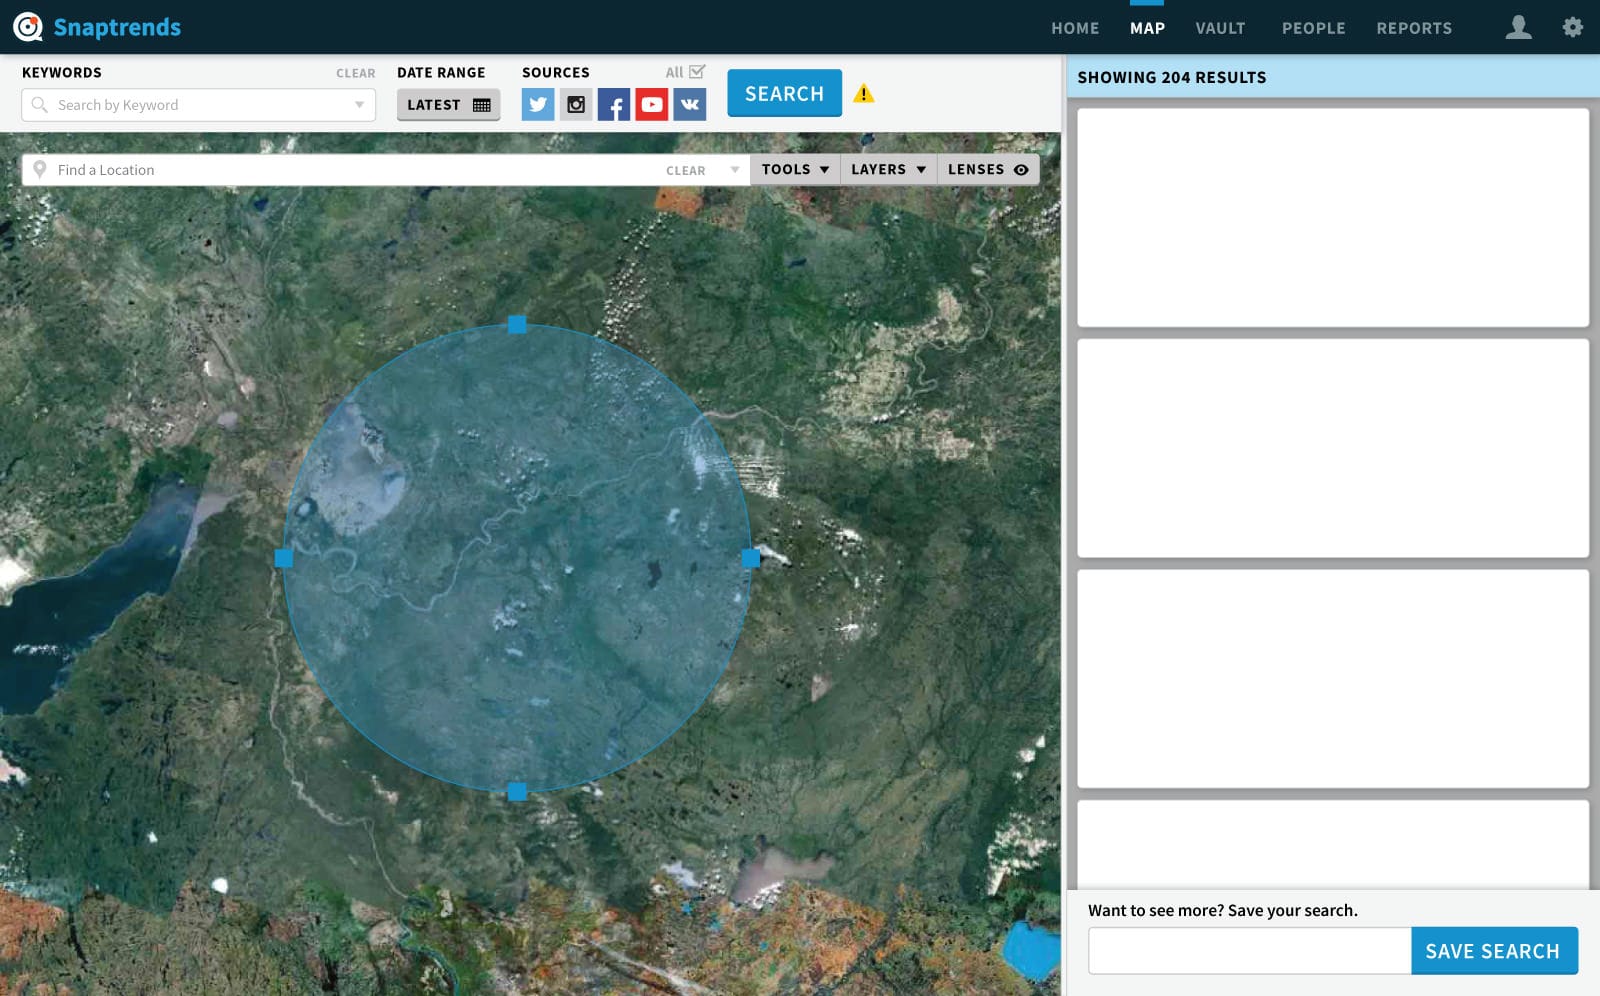 Snaptrends
HOME MAP VAULT PEOPLE REPORTS
KEYWORDS CLEAR DATE RANGE SOURCES All
Search by Keyword LATEST SEARCH
SHOWING 204 RESULTS
Find a Location CLEAR TOOLS LAYERS LENSES
Want to see more? Save your search.
SAVE SEARCH